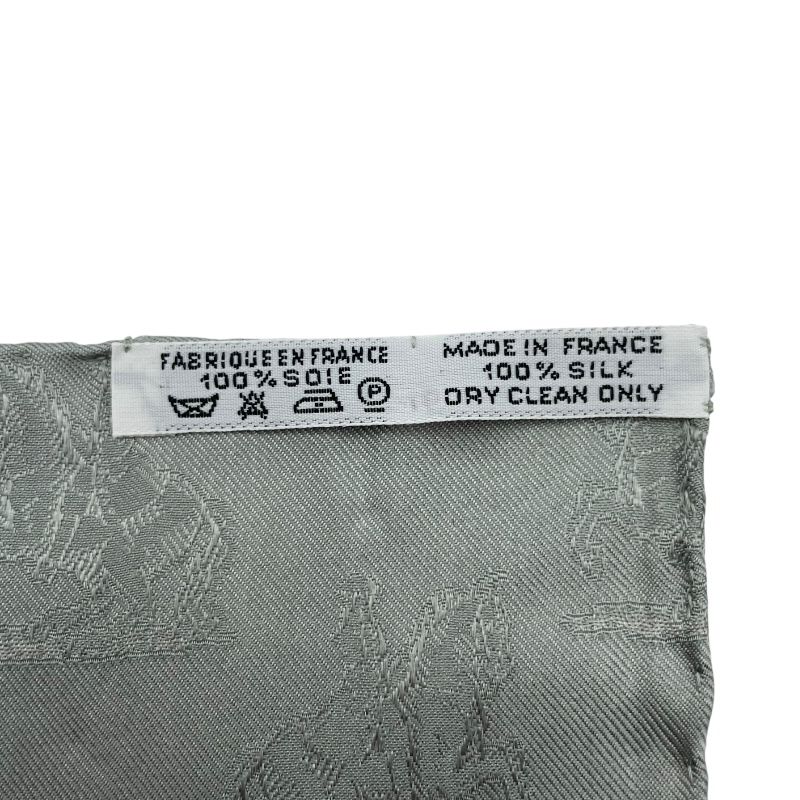 FABRIQUE EN FRANCE
100% SOIE
P
MADE IN FRANCE
100% SILK
DRY CLEAN ONLY